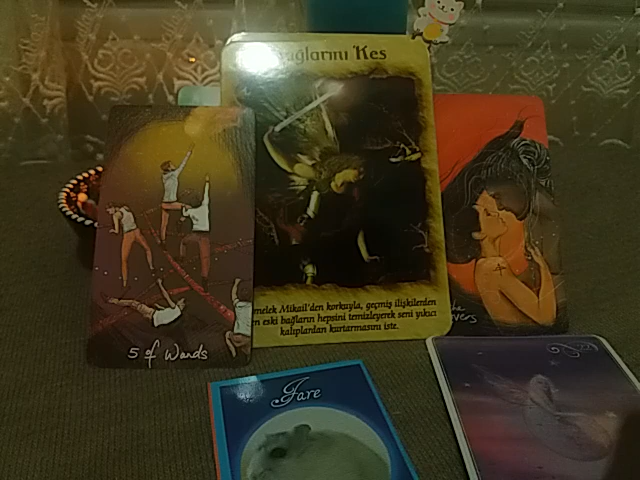 Bağlarını Kes
melek Mikail'den korkuyla, geçmiş ilişkilerden
en eski bağların hepsini temizleyerek seni yıkıcı
kalıplardan kurtarmasını iste.
5 of Wands
vers
Fare